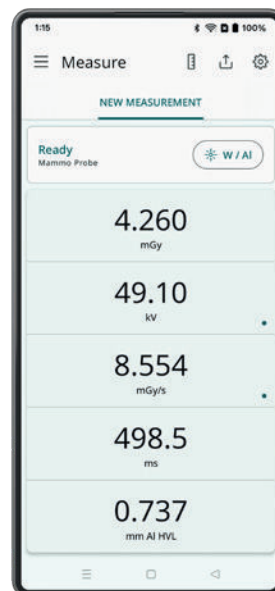 1:15
100%
Measure
NEW MEASUREMENT
Ready
Mammo Probe
W / Al
4.260
mGy
49.10
kV
8.554
mGy/s
498.5
ms
0.737
mm Al HVL